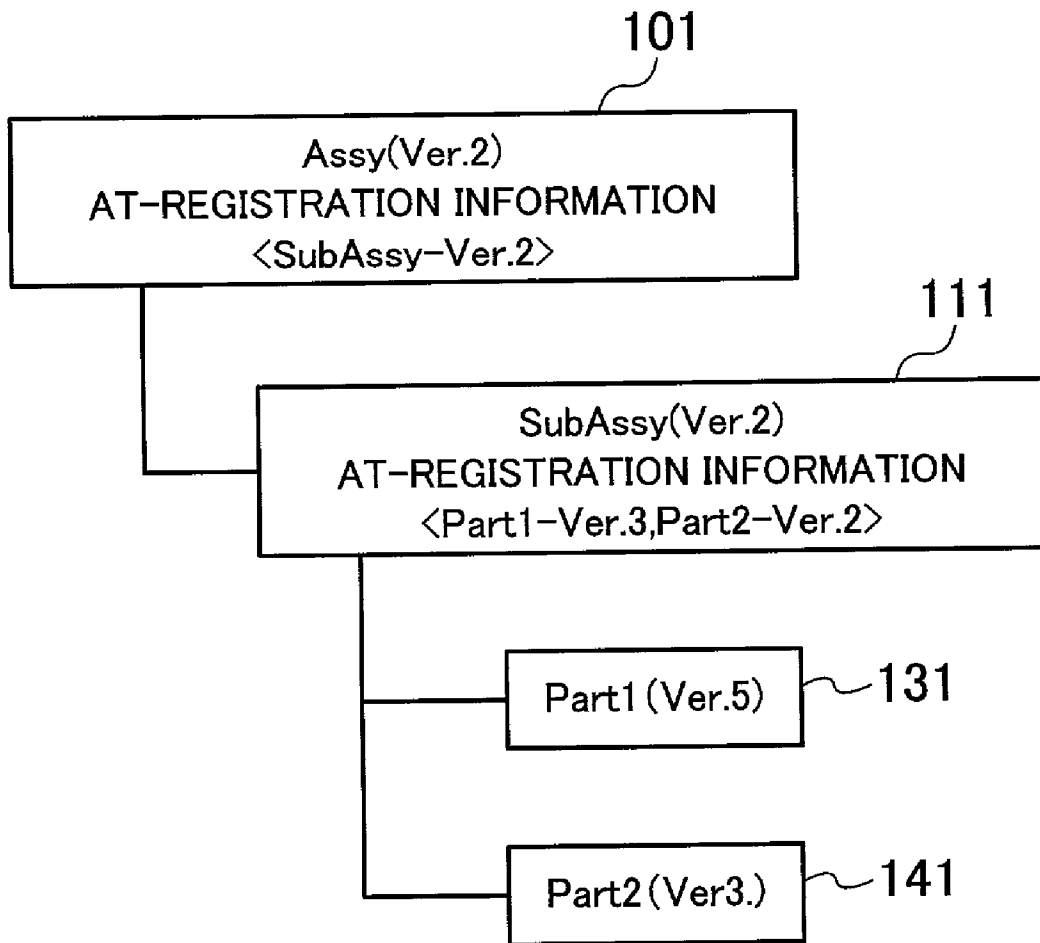 101
Assy(Ver.2)
AT-REGISTRATION INFORMATION
<SubAssy-Ver.2>
111
SubAssy(Ver.2)
AT-REGISTRATION INFORMATION
<Part1-Ver.3,Part2-Ver.2>
Part1(Ver.5)
131
Part2(Ver3.)
141